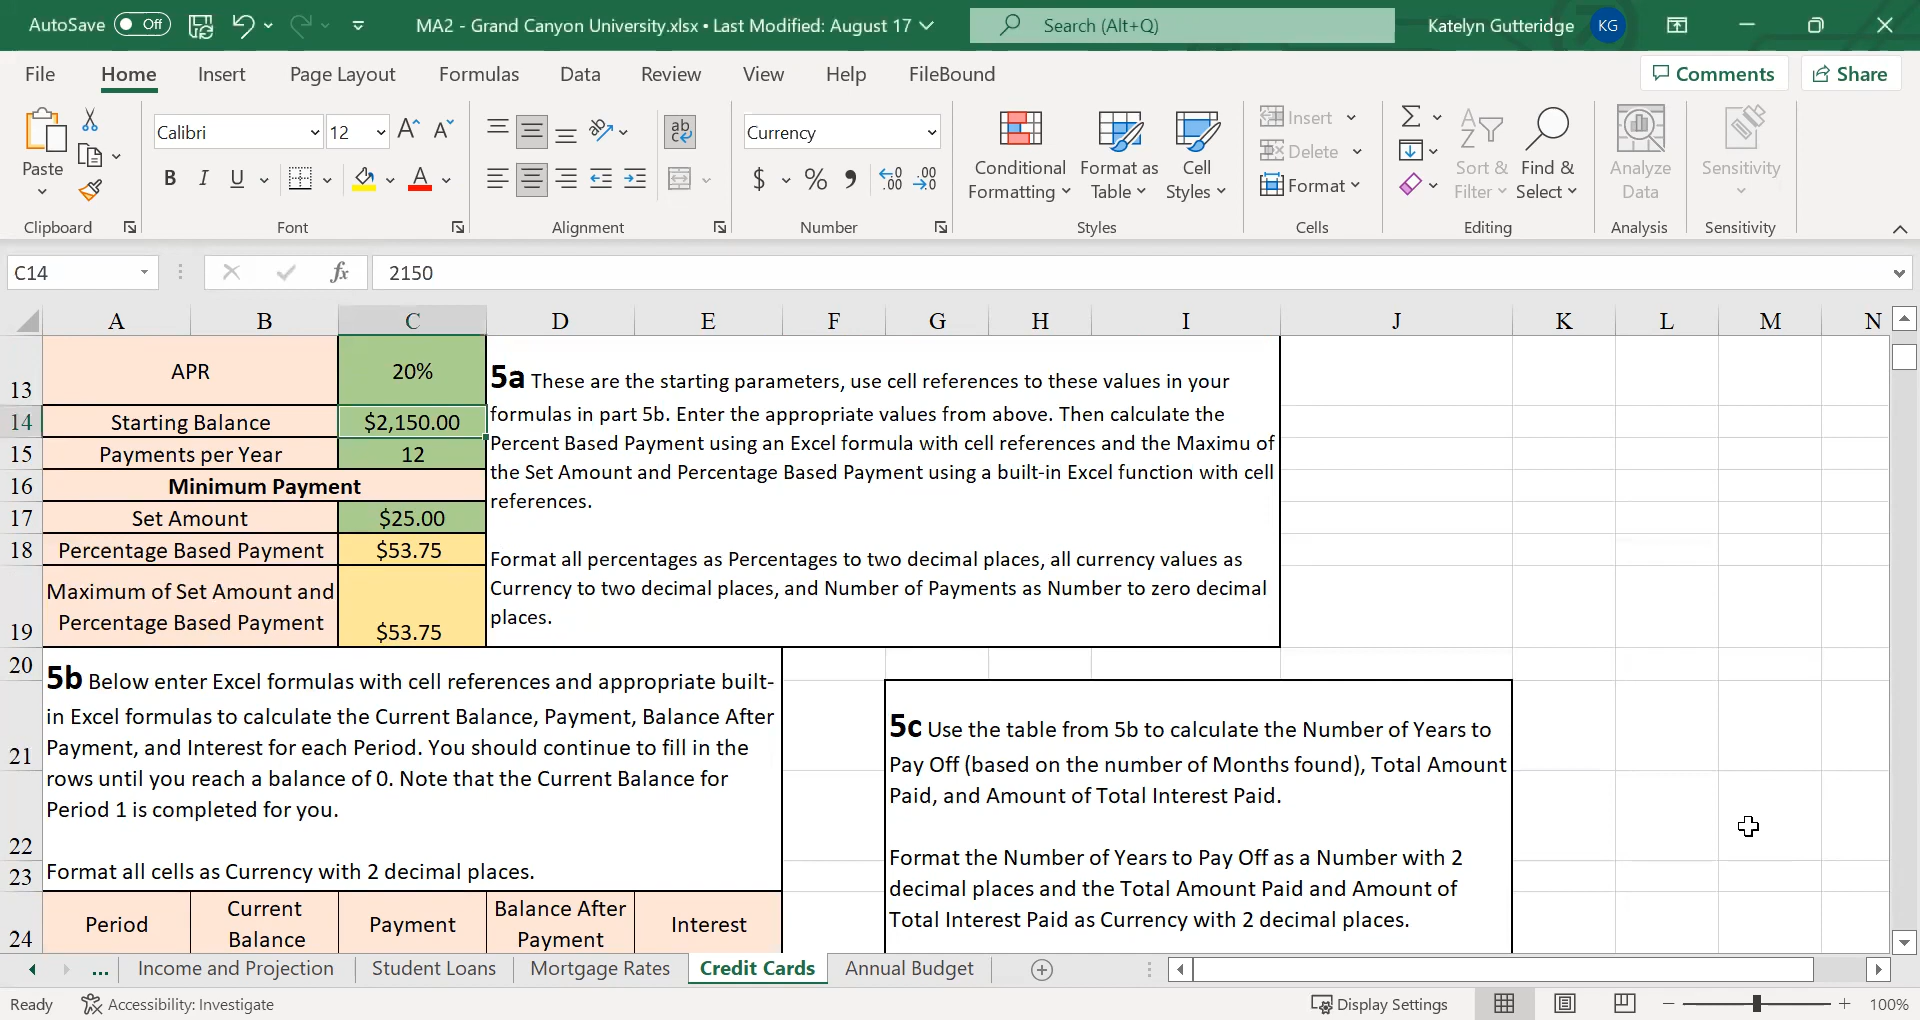 AutoSave Off MA2 - Grand Canyon University.xlsx • Last Modified: August 17 Search (Alt+Q) Katelyn Gutteridge KG
File Home Insert Page Layout Formulas Data Review View Help FileBound Comments Share
Paste Calibri 12 ab Currency Conditional Formatting Format as Table Cell Styles Insert Delete Format Sort & Filter Find & Select Analyze Data Sensitivity
Clipboard Font Alignment Number Styles Cells Editing Analysis Sensitivity
C14 fx 2150
A B C D E F G H I J K L M N
13 APR 20%
14 Starting Balance $2,150.00
15 Payments per Year 12
16 Minimum Payment
17 Set Amount $25.00
18 Percentage Based Payment $53.75
Maximum of Set Amount and
19 Percentage Based Payment $53.75
5a These are the starting parameters, use cell references to these values in your
formulas in part 5b. Enter the appropriate values from above. Then calculate the
Percent Based Payment using an Excel formula with cell references and the Maximu of
the Set Amount and Percentage Based Payment using a built-in Excel function with cell
references.
Format all percentages as Percentages to two decimal places, all currency values as
Currency to two decimal places, and Number of Payments as Number to zero decimal
places.
20
21
22
23
5b Below enter Excel formulas with cell references and appropriate built-
in Excel formulas to calculate the Current Balance, Payment, Balance After
Payment, and Interest for each Period. You should continue to fill in the
rows until you reach a balance of 0. Note that the Current Balance for
Period 1 is completed for you.
Format all cells as Currency with 2 decimal places.
5c Use the table from 5b to calculate the Number of Years to
Pay Off (based on the number of Months found), Total Amount
Paid, and Amount of Total Interest Paid.
Format the Number of Years to Pay Off as a Number with 2
decimal places and the Total Amount Paid and Amount of
Total Interest Paid as Currency with 2 decimal places.
24 Period Current Balance Payment Balance After Payment Interest
... Income and Projection Student Loans Mortgage Rates Credit Cards Annual Budget
Ready Accessibility: Investigate Display Settings 100%